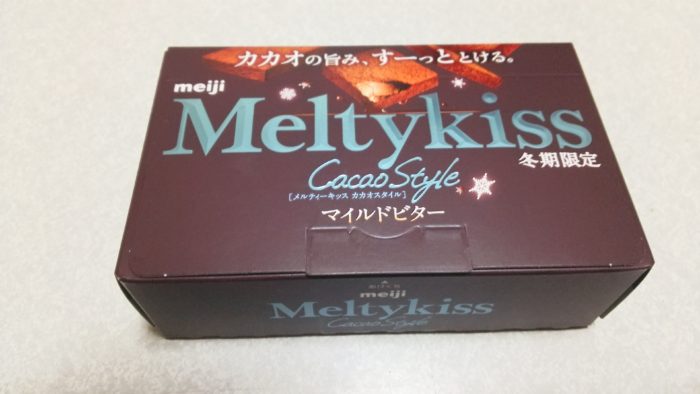 カカオの旨み、すーっととける。
meiji
Meltykiss
冬期限定
Cacao Style
[メルティーキッス カカオスタイル]
マイルドビター
meiji
Meltykiss
Cacao Style